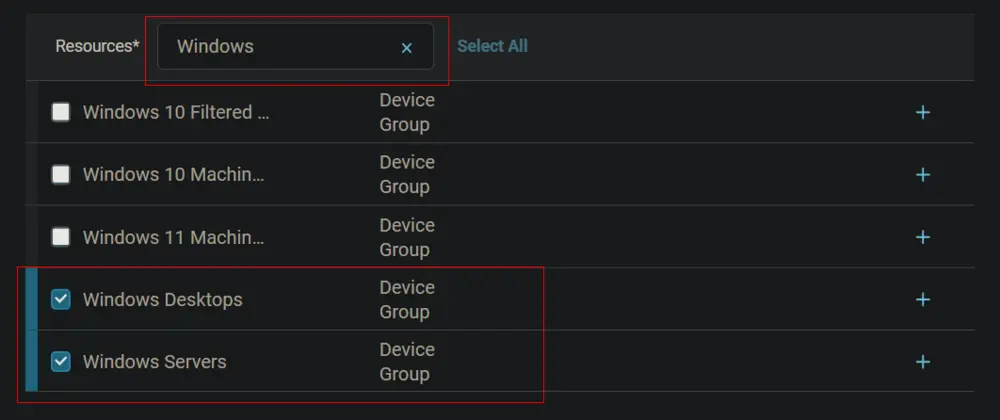 Resources* Windows × Select All
Windows 10 Filtered ... Device
Group +
Windows 10 Machin... Device
Group +
Windows 11 Machin... Device
Group +
Windows Desktops Device
Group +
Windows Servers Device
Group +